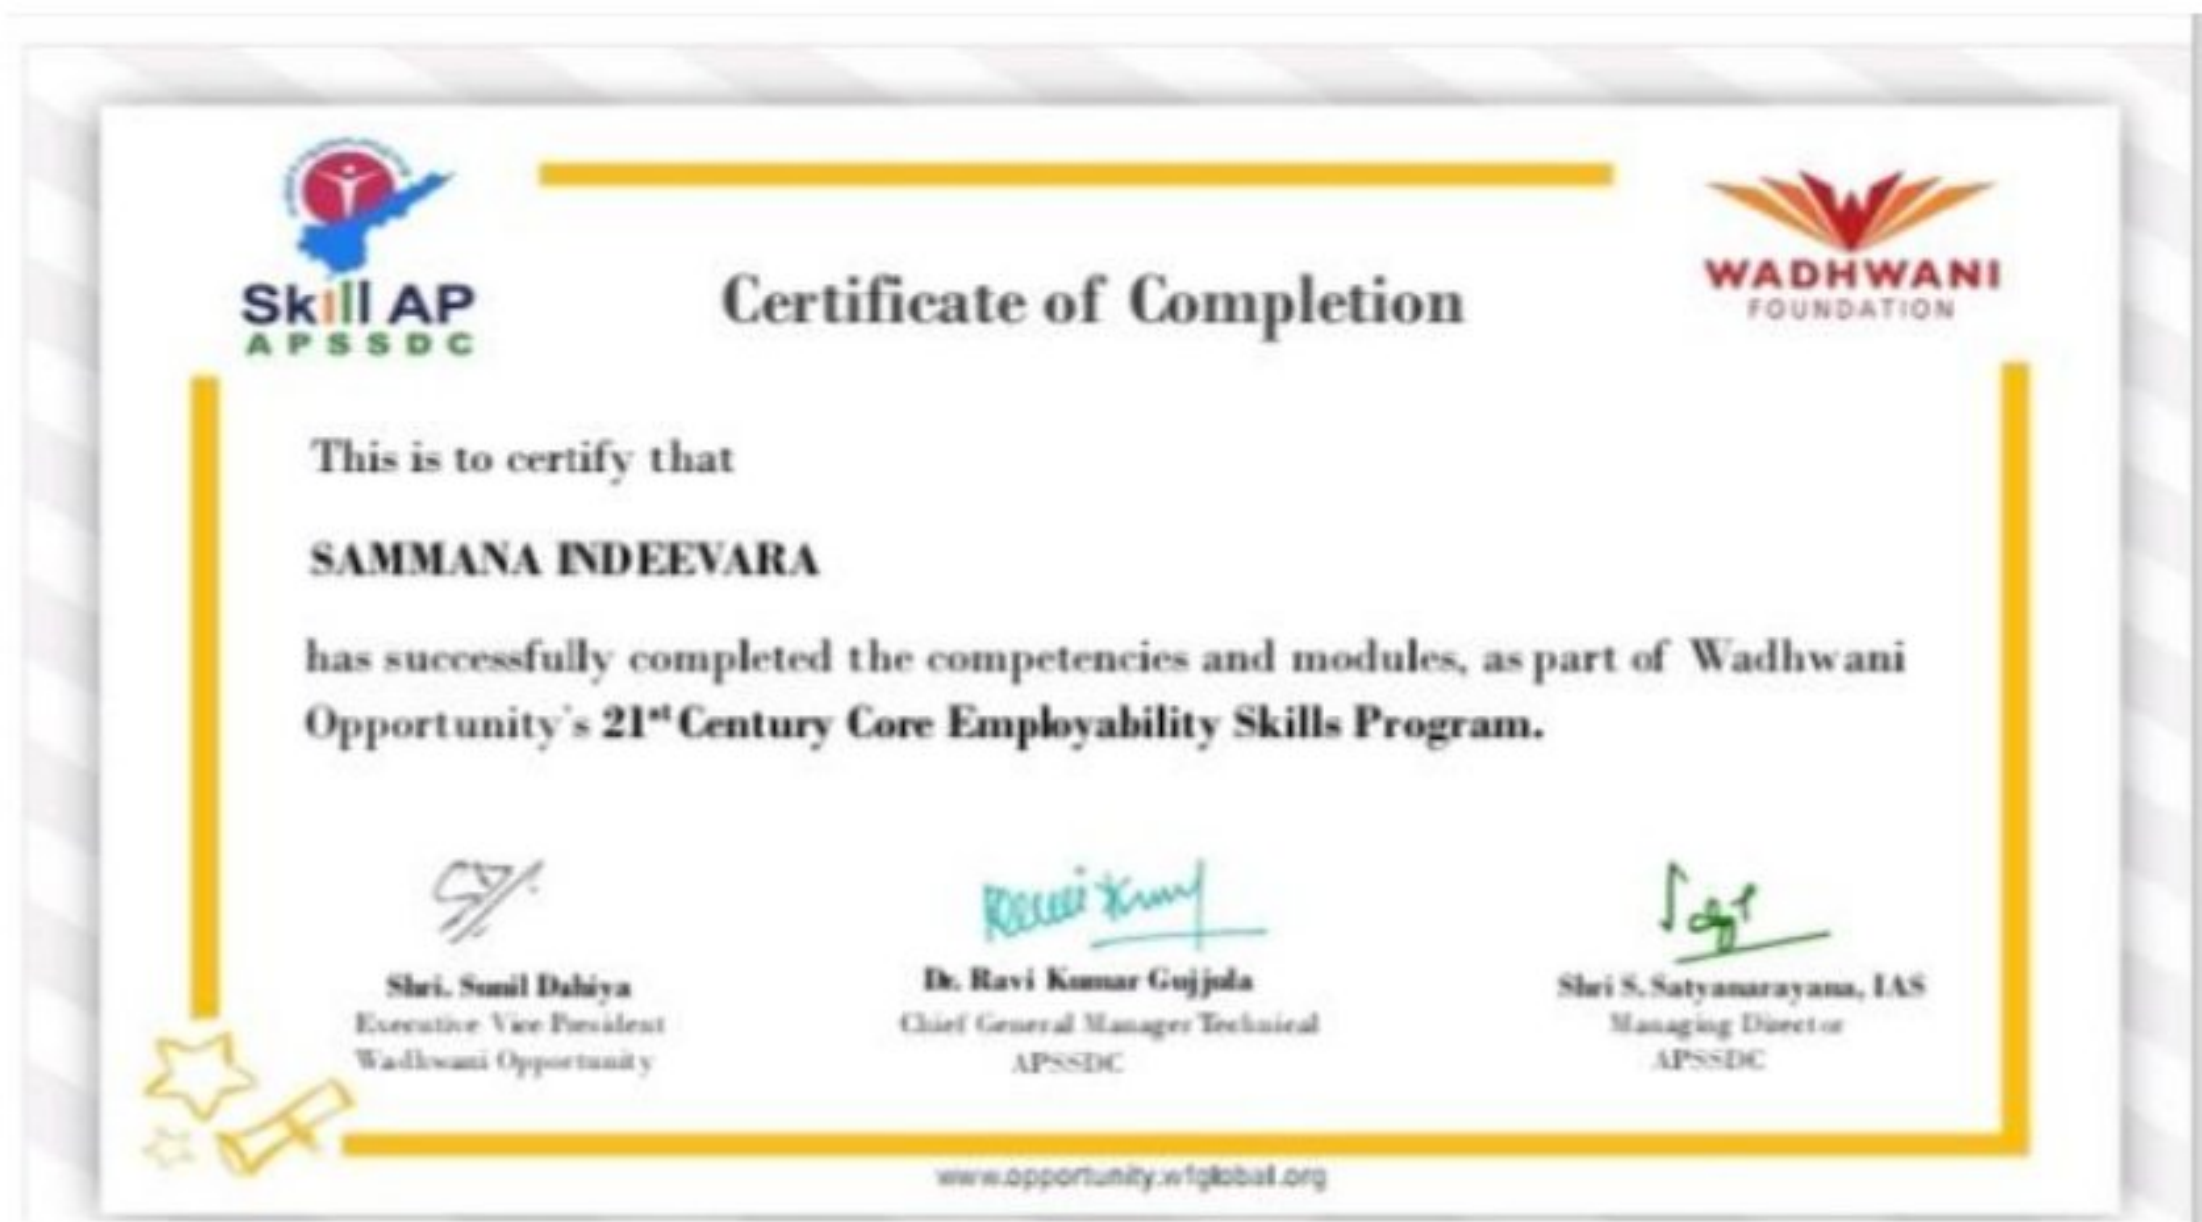 Skill AP
APSSDC
WADHWANI
FOUNDATION
Certificate of Completion
This is to certify that
SAMMANA INDEEVARA
has successfully completed the competencies and modules, as part of Wadhwani
Opportunity's 21st Century Core Employability Skills Program.
Shri. Sunil Dahiya
Executive Vice President
Wadhwani Opportunity
Dr. Ravi Kumar Gujjula
Chief General Manager Technical
APSSDC
Shri S. Satyanarayana, IAS
Managing Director
APSSDC
www.opportunity.wfglobal.org